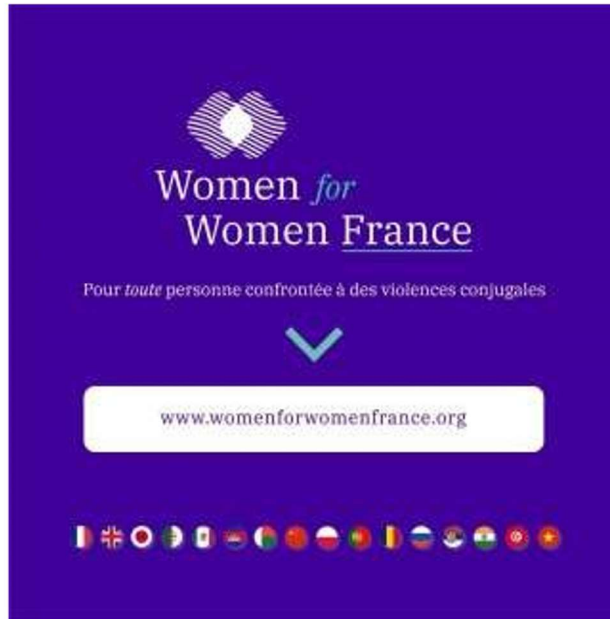 Women for
Women France
Pour toute personne confrontée à des violences conjugales
www.womenforwomenfrance.org